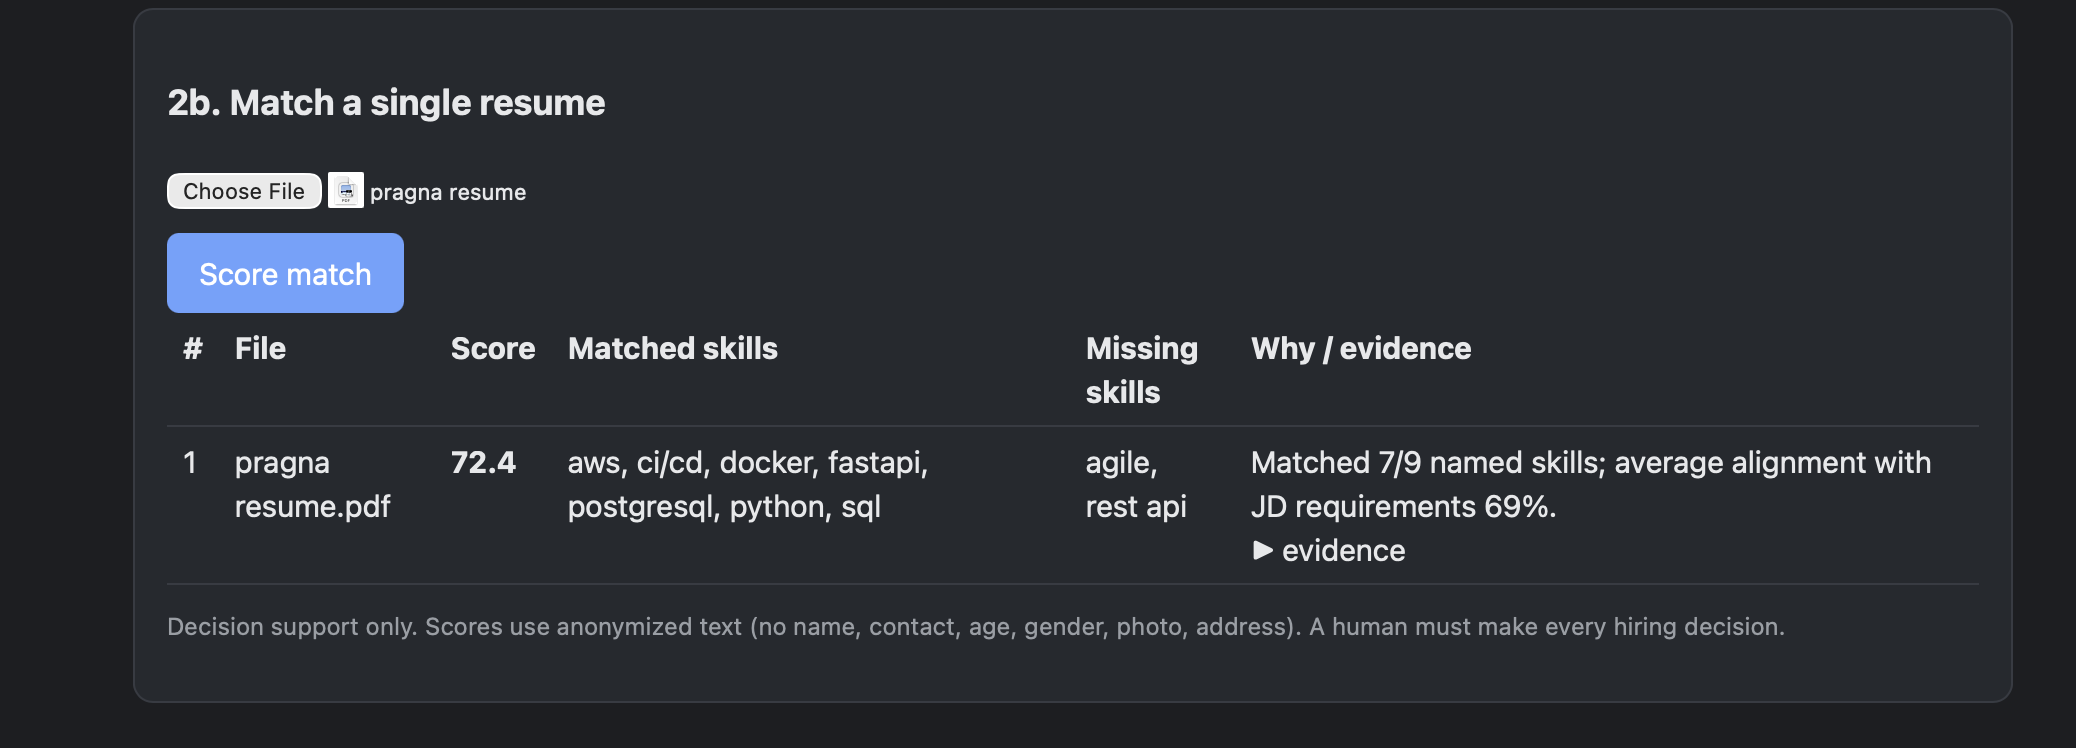 2b. Match a single resume
Choose File pragna resume
Score match
# File Score Matched skills Missing skills Why / evidence
1 pragna resume.pdf 72.4 aws, ci/cd, docker, fastapi, postgresql, python, sql agile, rest api Matched 7/9 named skills; average alignment with JD requirements 69%.
▶ evidence
Decision support only. Scores use anonymized text (no name, contact, age, gender, photo, address). A human must make every hiring decision.